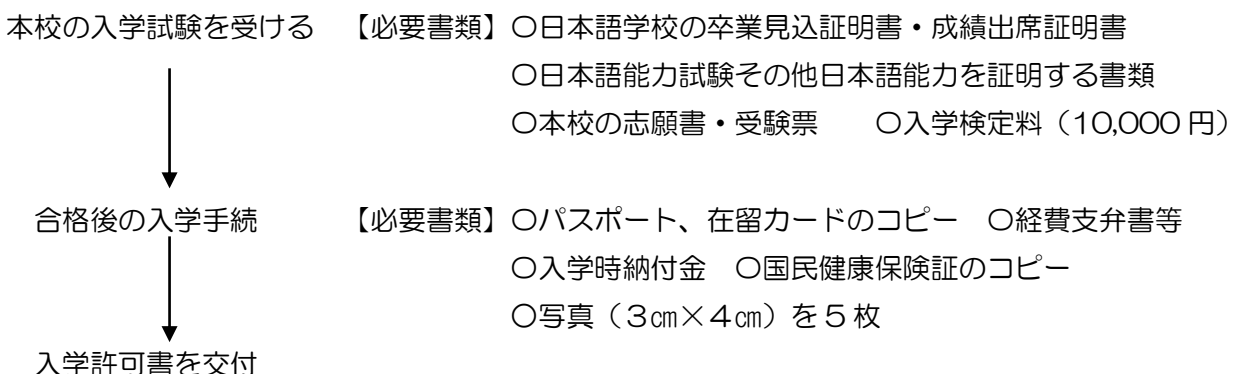 本校の入学試験を受ける 【必要書類】○日本語学校の卒業見込証明書・成績出席証明書
○日本語能力試験その他日本語能力を証明する書類
○本校の志願書・受験票 ○入学検定料（10,000円）
合格後の入学手続 【必要書類】○パスポート、在留カードのコピー ○経費支弁書等
○入学時納付金 ○国民健康保険証のコピー
○写真（3㎝×4㎝）を5枚
入学許可書を交付